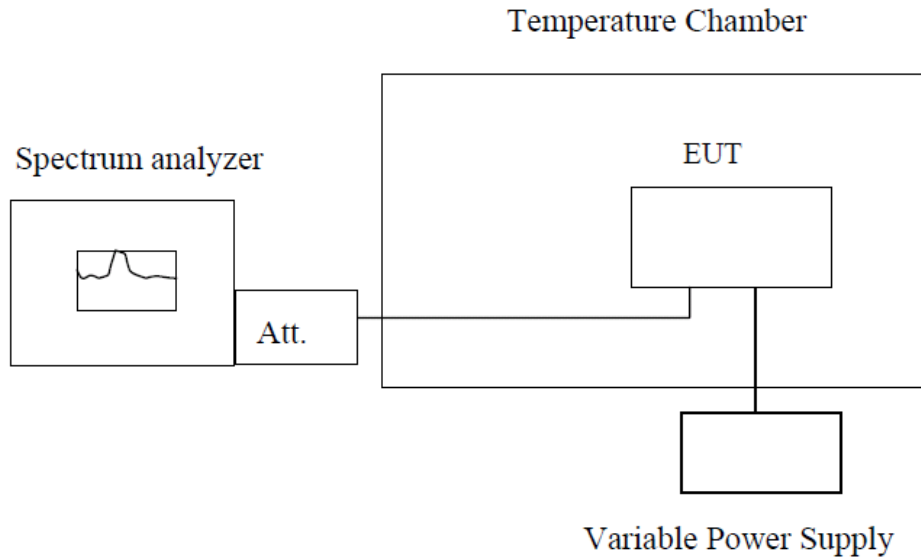 Temperature Chamber
Spectrum analyzer
EUT
Att.
Variable Power Supply